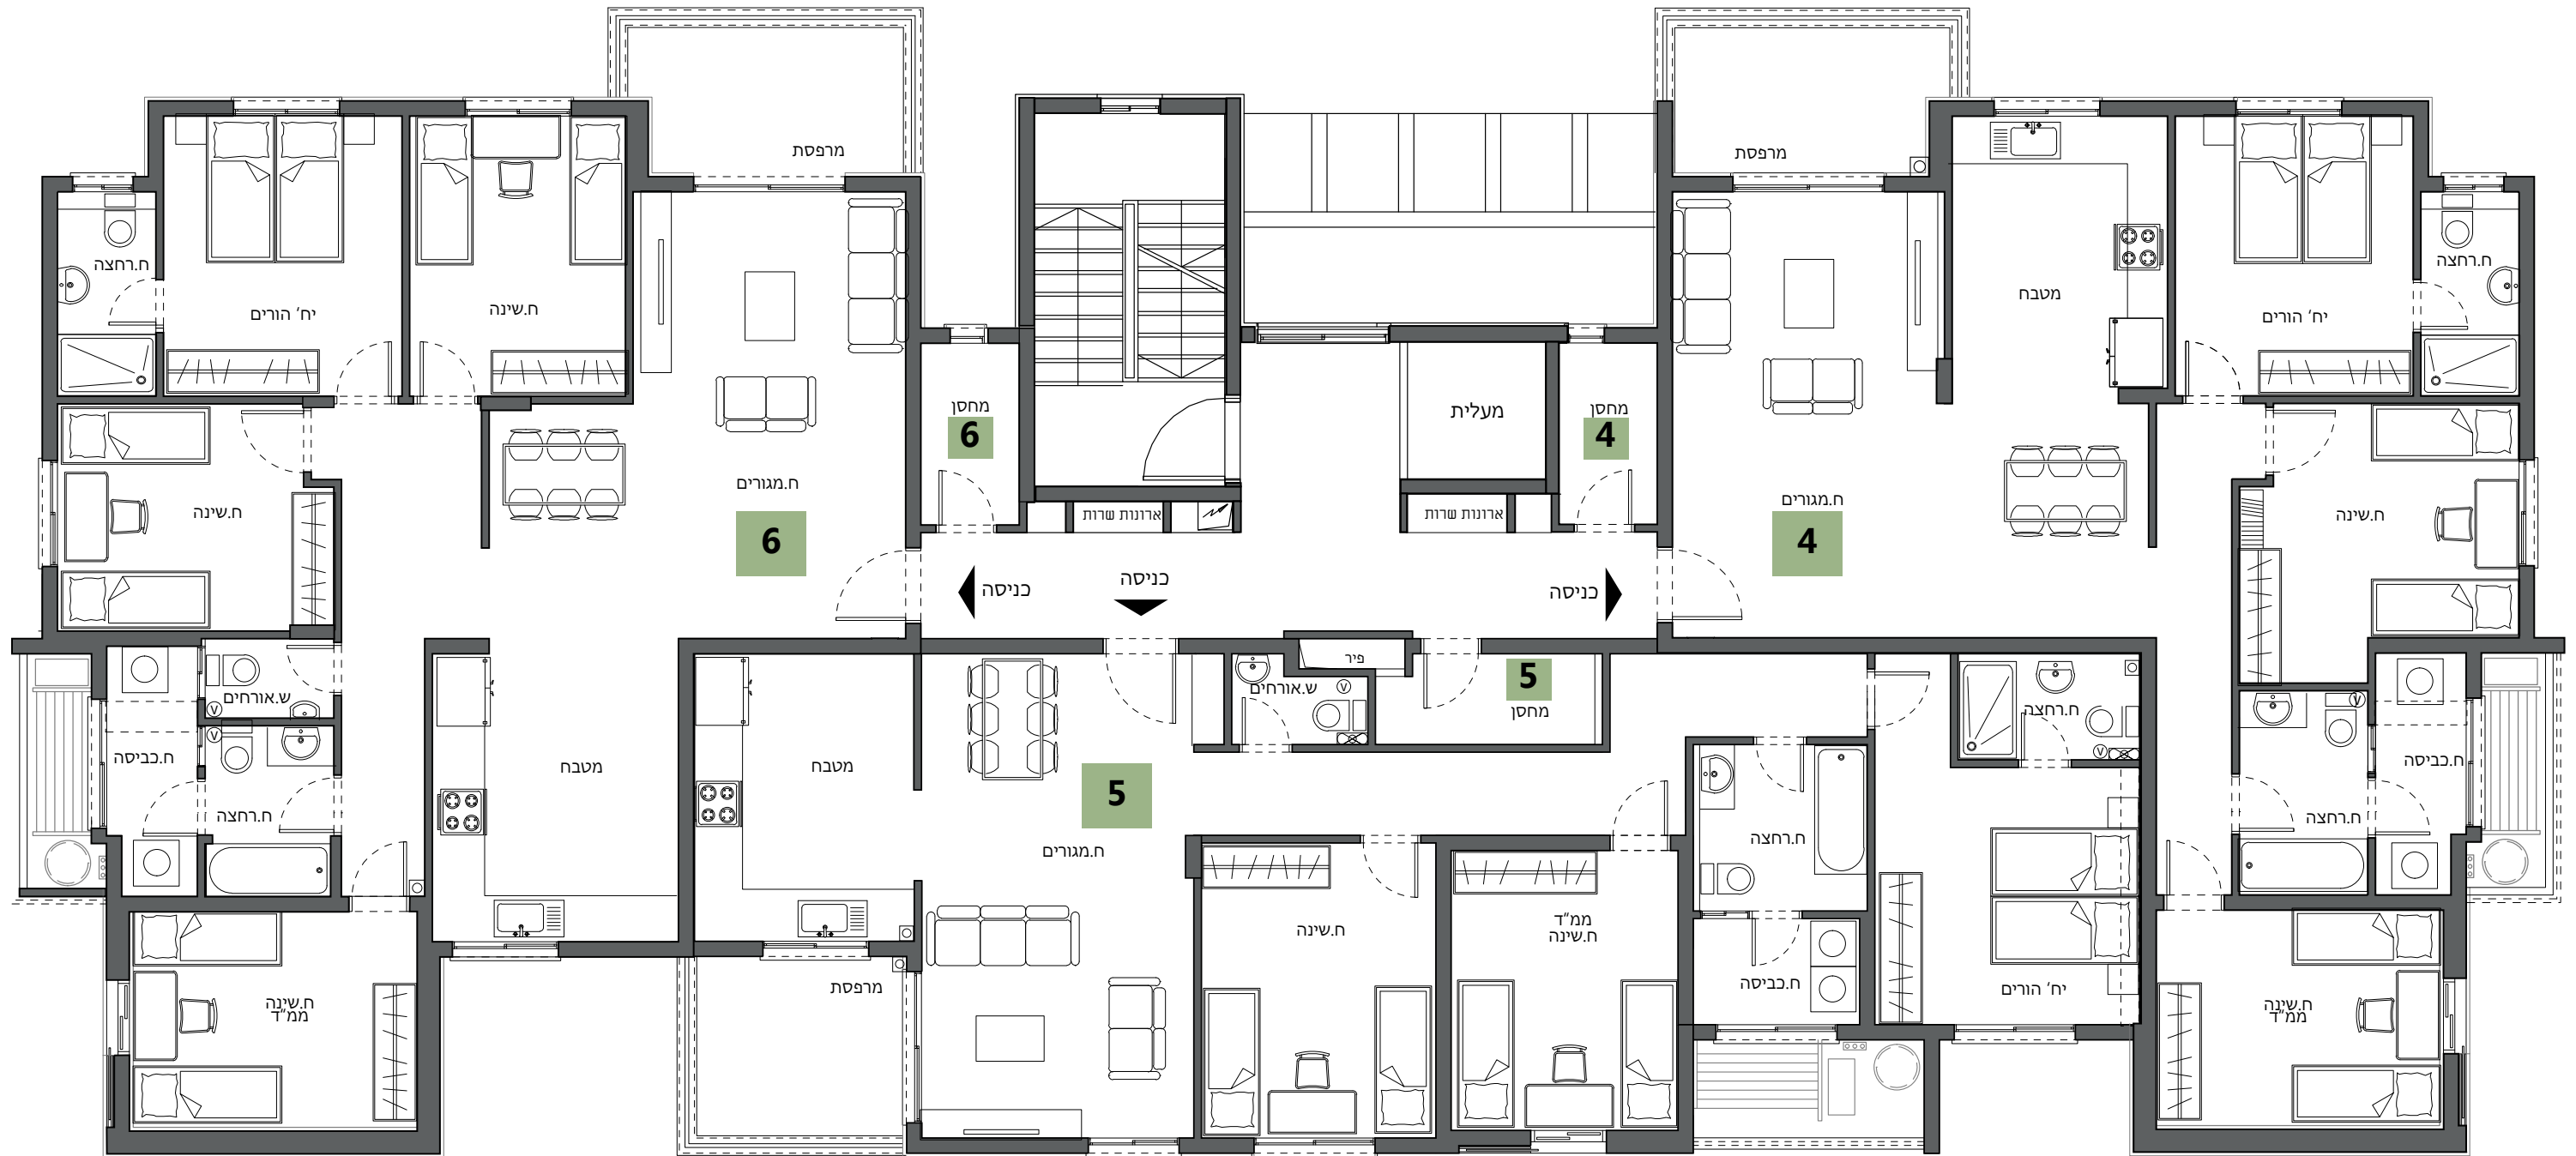 מרפסת
מרפסת
ח.רחצה
יח' הורים
ח.שינה
מטבח
יח' הורים
ח.רחצה
מחסן
6
מעלית
מחסן
4
ח.שינה
ח.מגורים
6
ארונות שרות
ארונות שרות
ח.מגורים
4
ח.שינה
כניסה
כניסה
כניסה
ש.אורחים
V
V
ח.כביסה
ח.רחצה
מטבח
מטבח
5
ח.מגורים
ש.אורחים
V
פיר
5
מחסן
ח.רחצה
V
ח.רחצה
V
ח.כביסה
ח.רחצה
ח.שינה
ממ"ד
מרפסת
ח.שינה
ממ"ד
ח.שינה
ח.כביסה
יח' הורים
ח.שינה
ממ"ד